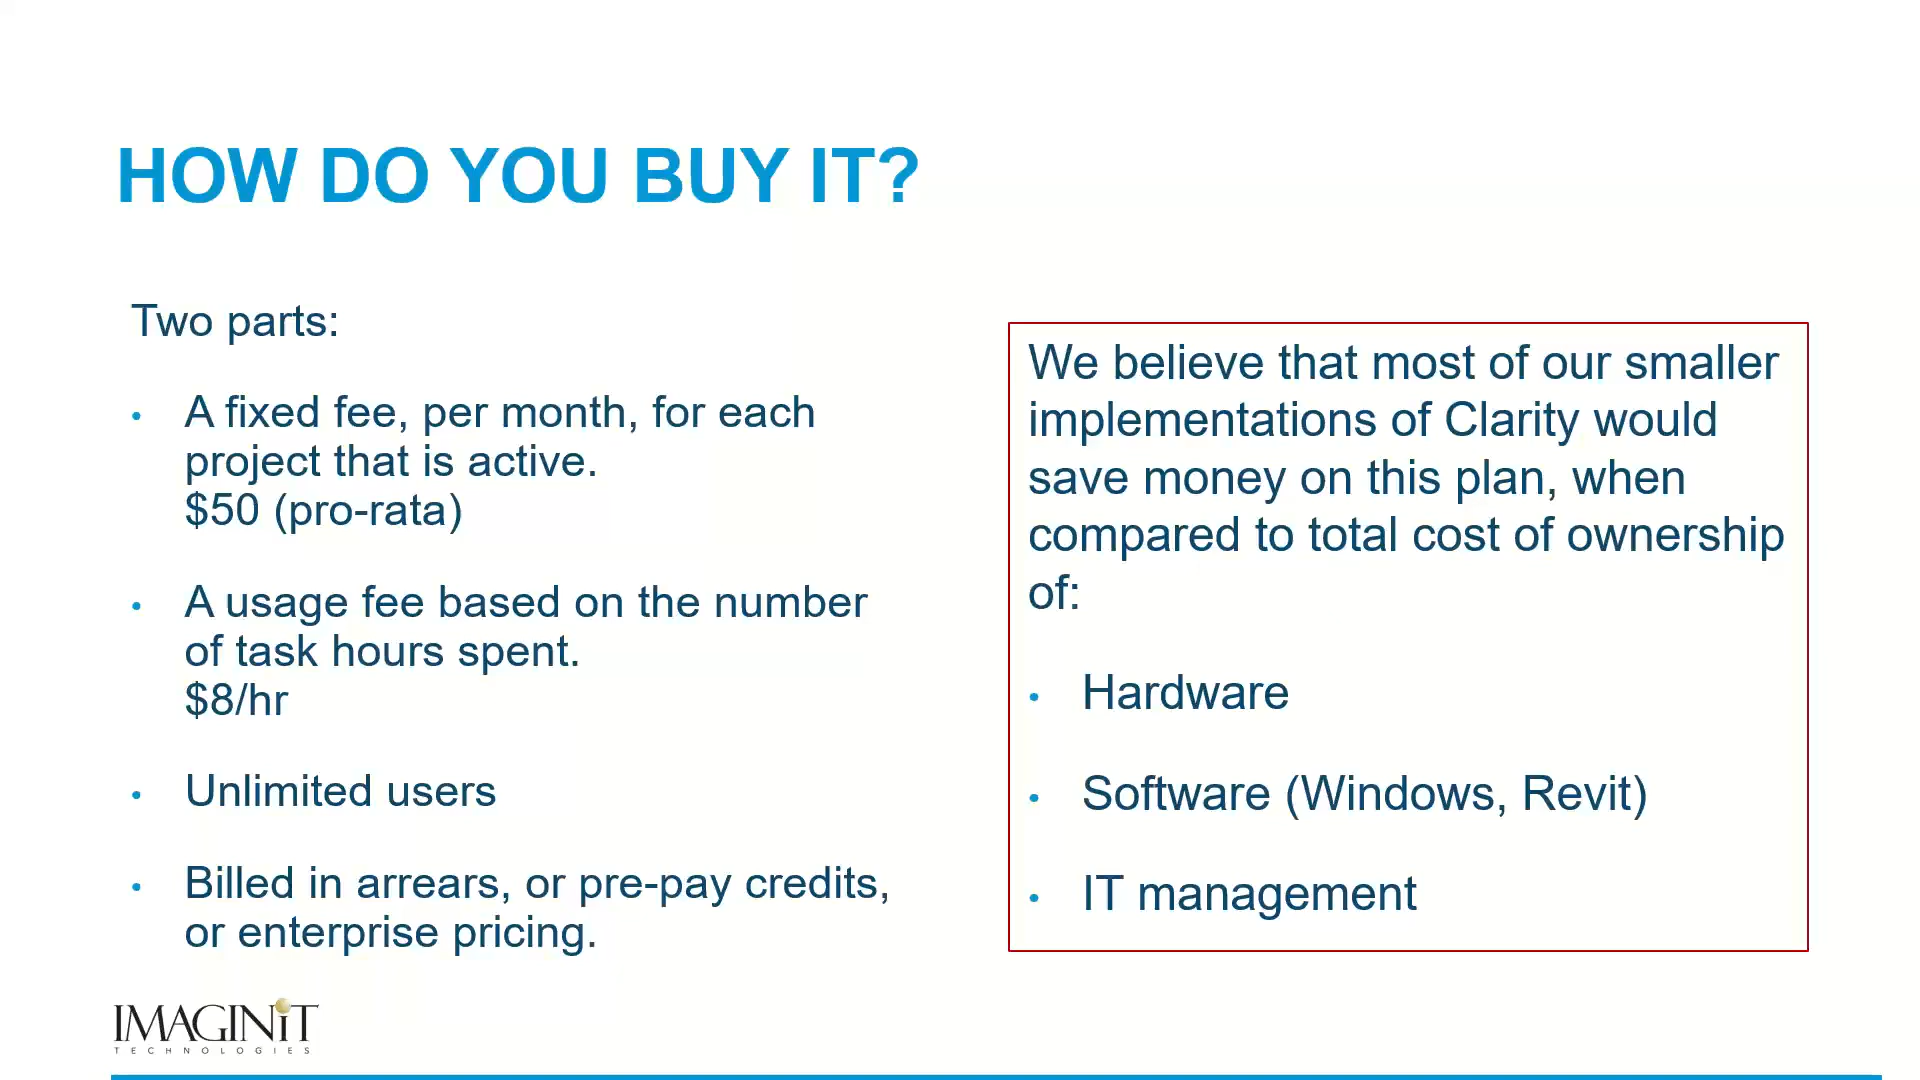 HOW DO YOU BUY IT?
Two parts:
• A fixed fee, per month, for each
project that is active.
$50 (pro-rata)
• A usage fee based on the number
of task hours spent.
$8/hr
• Unlimited users
• Billed in arrears, or pre-pay credits,
or enterprise pricing.
We believe that most of our smaller
implementations of Clarity would
save money on this plan, when
compared to total cost of ownership
of:
• Hardware
• Software (Windows, Revit)
• IT management
IMAGINiT
TECHNOLOGIES